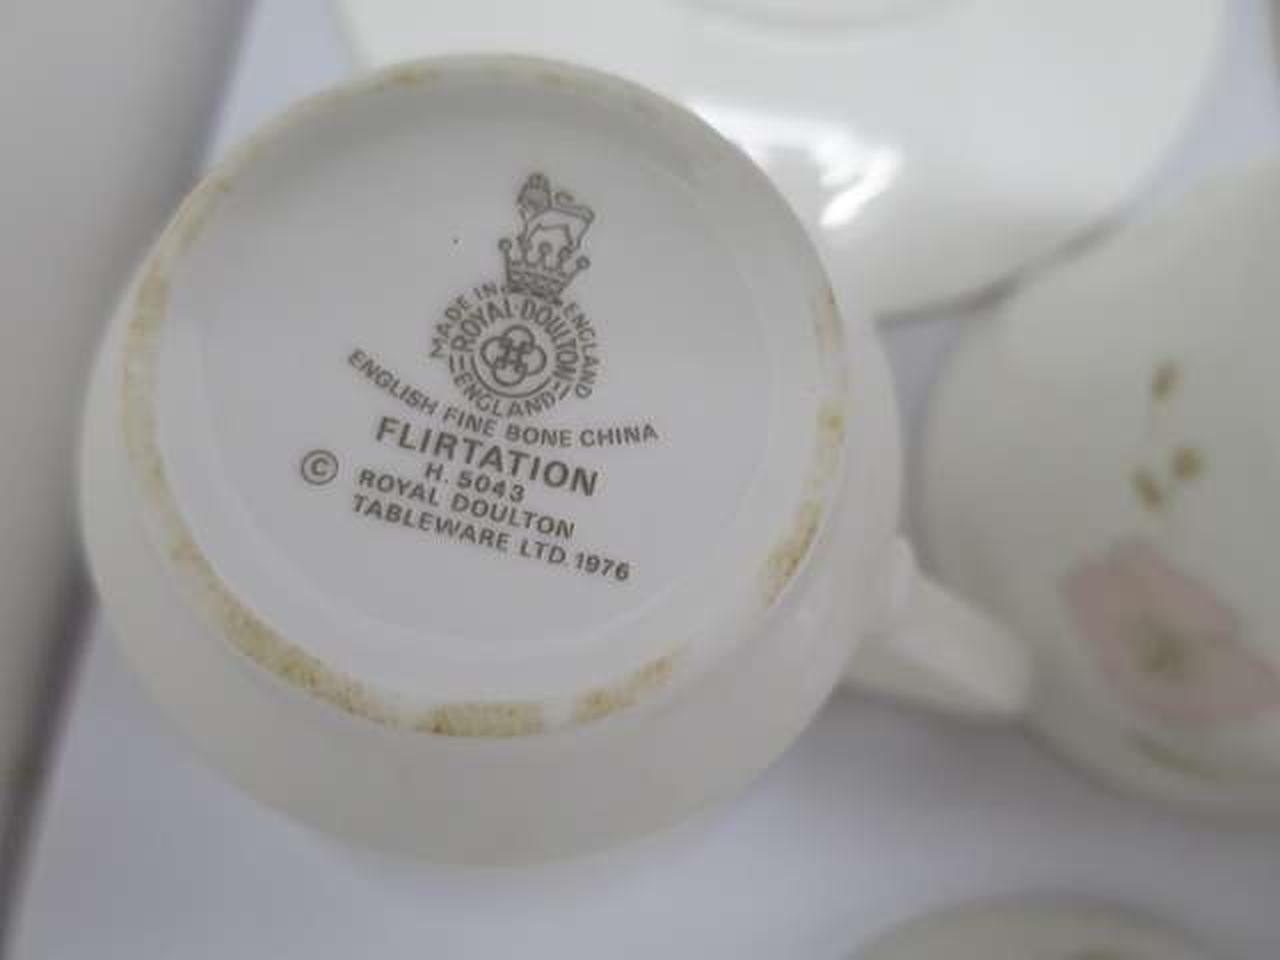 MADE IN ENGLAND
ROYAL·DOULTON
ENGLAND
ENGLISH FINE BONE CHINA
FLIRTATION
H. 5043
© ROYAL DOULTON
TABLEWARE LTD. 1976